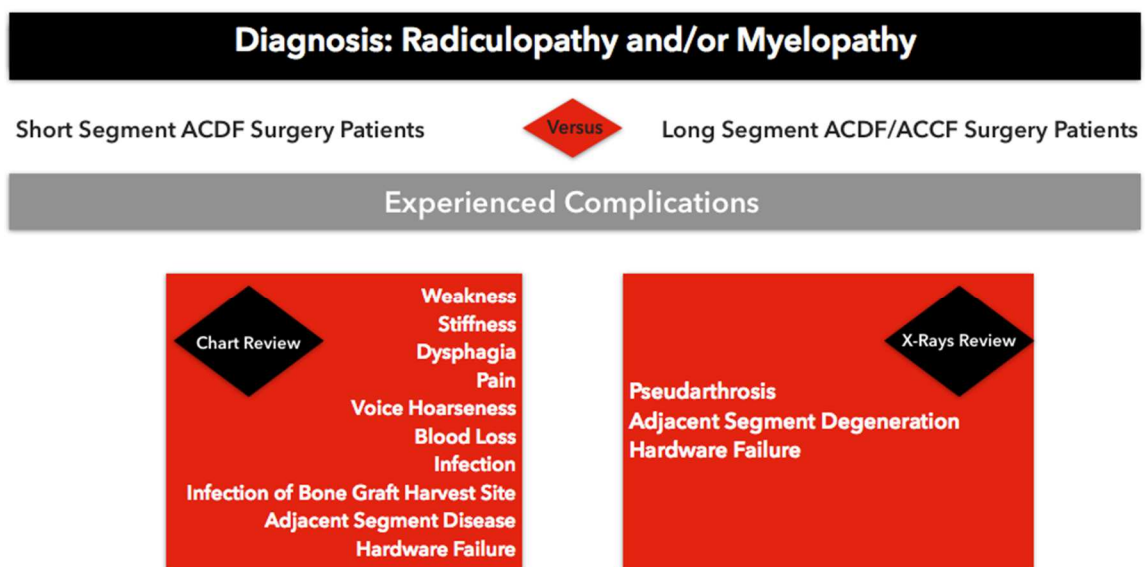 Diagnosis: Radiculopathy and/or Myelopathy
Short Segment ACDF Surgery Patients
Versus
Long Segment ACDF/ACCF Surgery Patients
Experienced Complications
Chart Review
Weakness
Stiffness
Dysphagia
Pain
Voice Hoarseness
Blood Loss
Infection
Infection of Bone Graft Harvest Site
Adjacent Segment Disease
Hardware Failure
X-Rays Review
Pseudarthrosis
Adjacent Segment Degeneration
Hardware Failure